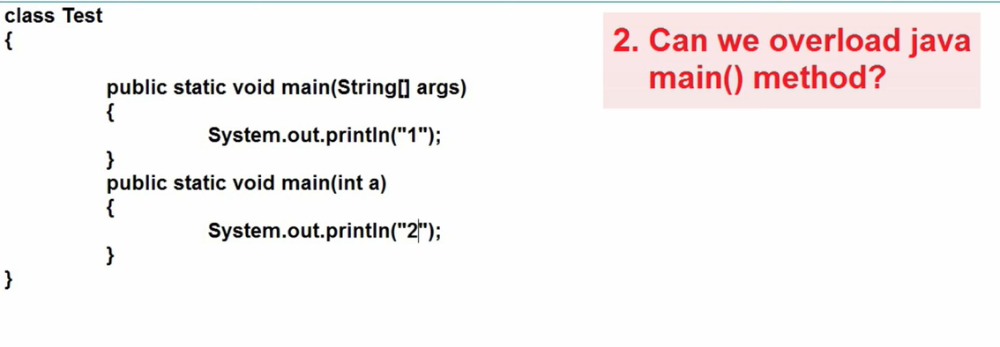 class Test
{
public static void main(String[] args)
{
System.out.println("1");
}
public static void main(int a)
{
System.out.println("2");
}
}
2. Can we overload java
main() method?